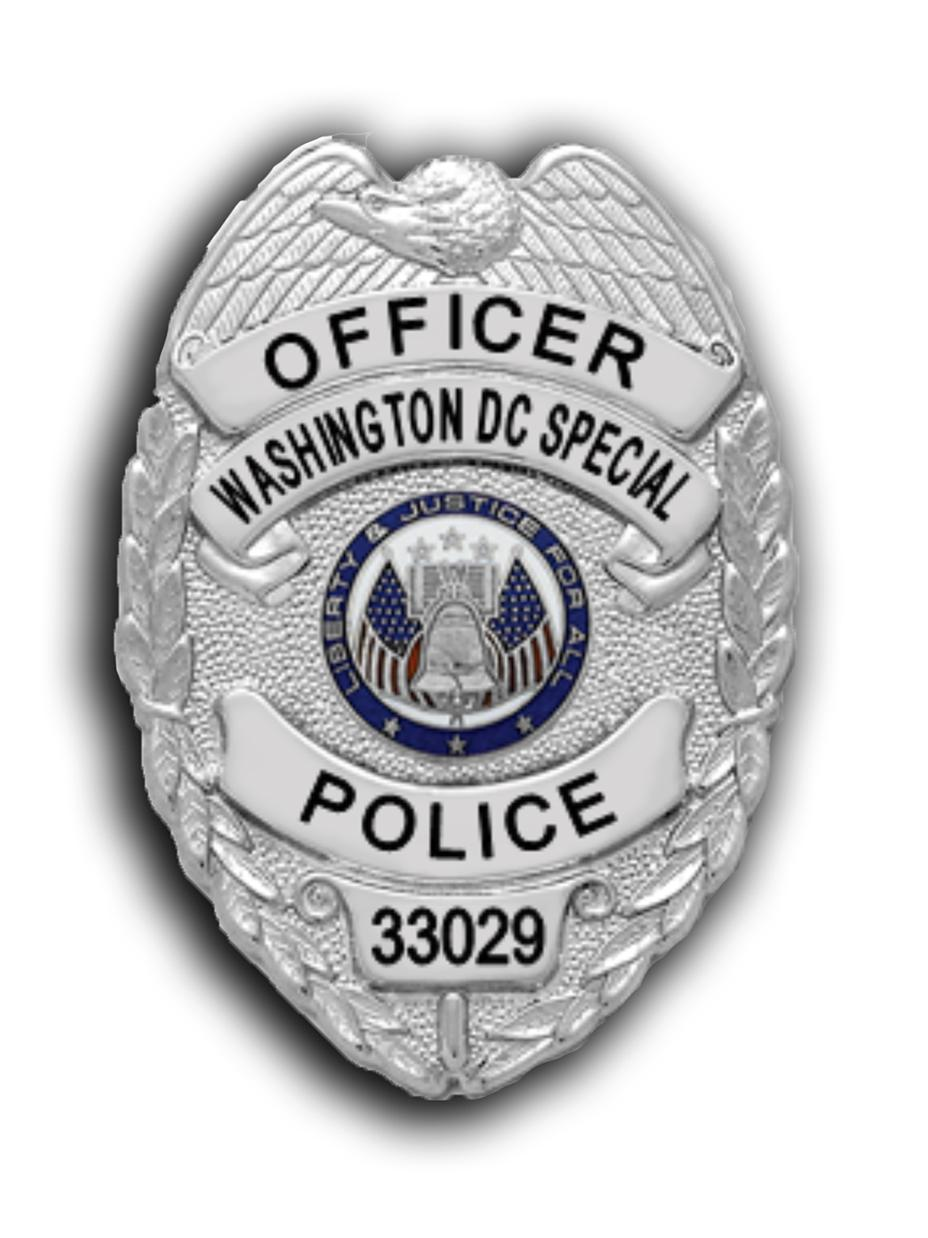 OFFICER
WASHINGTON DC SPECIAL
LIBERTY & JUSTICE FOR ALL
POLICE
33029